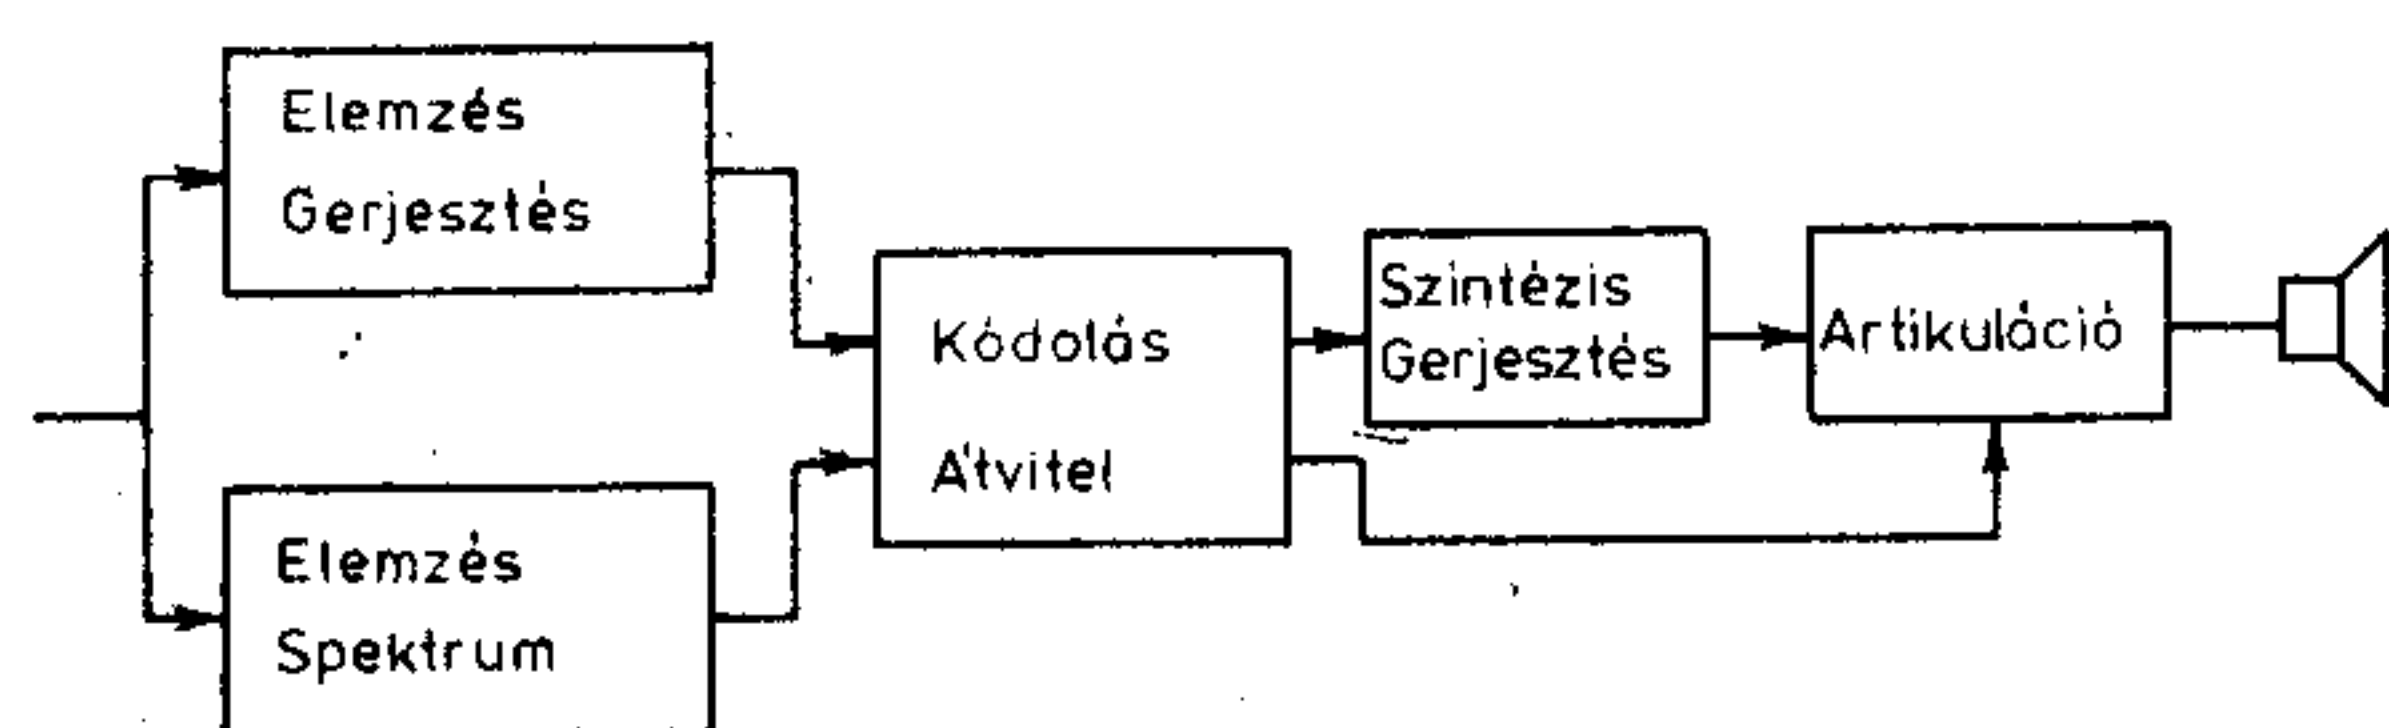 Elemzés
Gerjesztés
Elemzés
Spektrum
Kódolás
Átvitel
Szintézis
Gerjesztés
Artikuláció